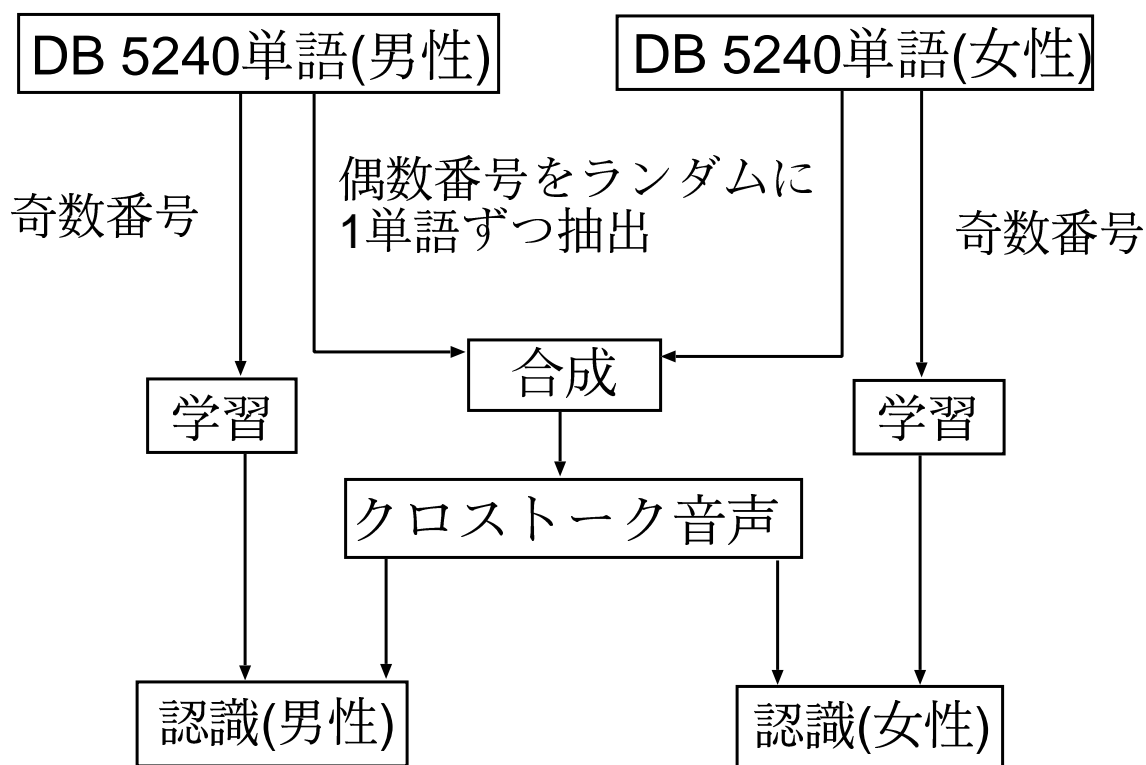 DB 5240単語(男性)
DB 5240単語(女性)
奇数番号
偶数番号をランダムに
1単語ずつ抽出
奇数番号
合成
学習
学習
クロストーク音声
認識(男性)
認識(女性)